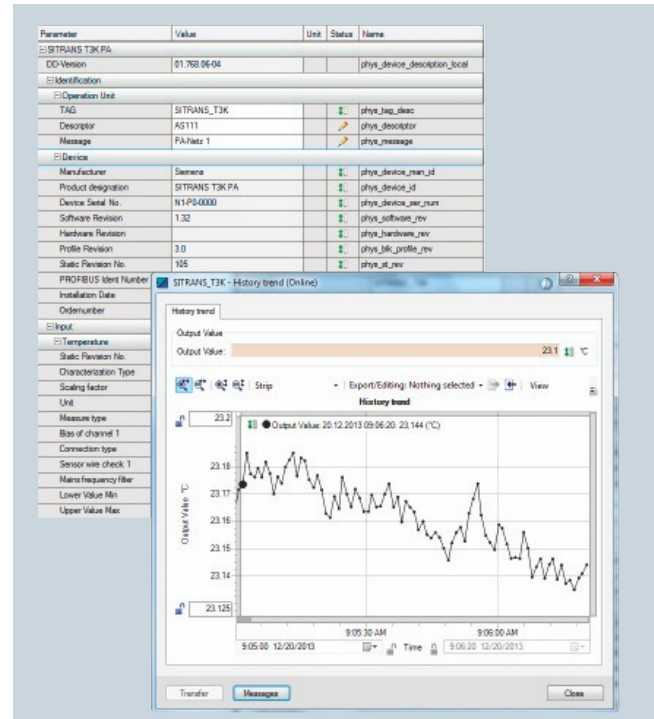 Parameter Value Unit Status Name
SITRANS T3K PA
DD-Version 01.768.06-04 phys_device_description_local
Identification
Operation Unit
TAG SITRANS_T3K phys_tag_desc
Descriptor AS111 phys_descriptor
Message PA-Netz 1 phys_message
Device
Manufacturer Siemens phys_device_man_id
Product designation SITRANS T3K PA phys_device_id
Device Serial No. N1-P0-0000 phys_device_ser_num
Software Revision 1.32 phys_software_rev
Hardware Revision phys_hardware_rev
Profile Revision 3.0 phys_blk_profile_rev
Static Revision No. 105 phys_st_rev
PROFIBUS Ident Number
Installation Date
Ordernumber
Input
Temperature
Static Revision No.
Characterization Type
Scaling factor
Unit
Measure type
Bias of channel 1
Connection type
Sensor wire check 1
Mains frequency filter
Lower Value Min
Upper Value Max
SITRANS_T3K - History trend (Online)
History trend
Output Value
Output Value: 23.1 °C
Strip Export/Editing: Nothing selected View
History trend
Output Value: 20.12.2013 09:06:20: 23,144 (°C)
Output Value °C
23.2
23.18
23.17
23.16
23.15
23.14
23.125
9:05:30 AM 9:06:00 AM
9:05:00 12/20/2013 Time 9:06:20 12/20/2013
Transfer Messages Close